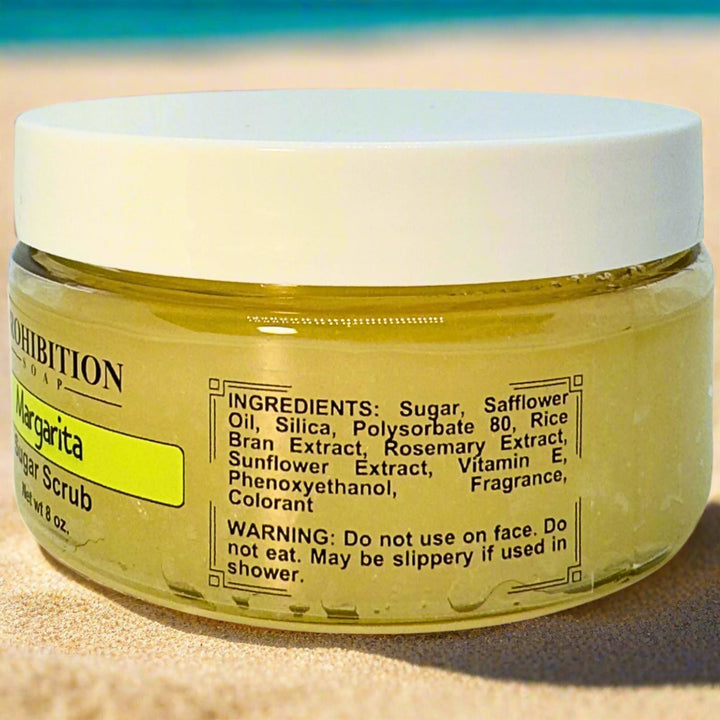 ROHIBITION
SOAP
Margarita
Sugar Scrub
Net wt 8 oz.
INGREDIENTS: Sugar, Safflower
Oil, Silica, Polysorbate 80, Rice
Bran Extract, Rosemary Extract,
Sunflower Extract, Vitamin E,
Phenoxyethanol, Fragrance,
Colorant
WARNING: Do not use on face. Do
not eat. May be slippery if used in
shower.